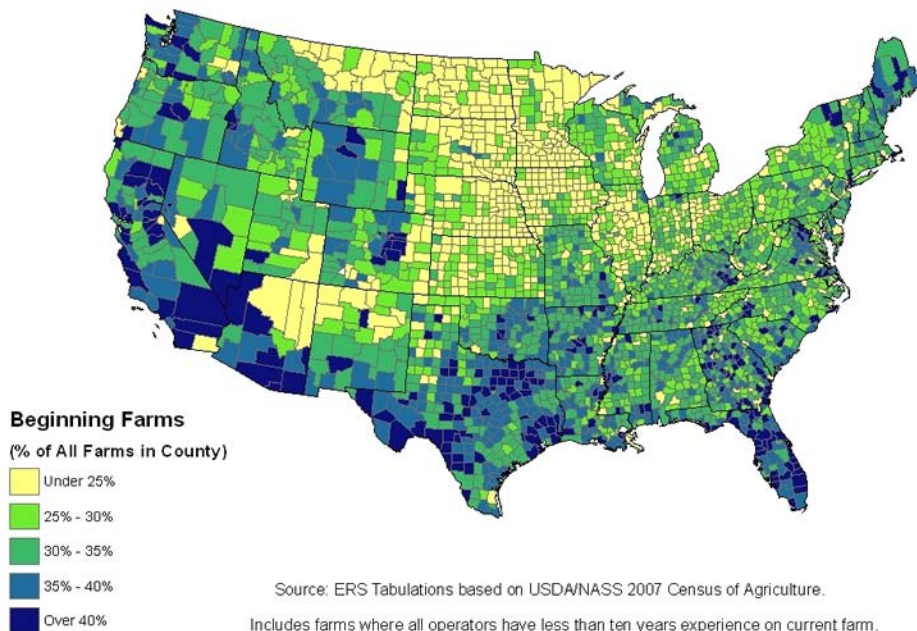 Beginning Farms
(% of All Farms in County)
Under 25%
25% - 30%
30% - 35%
35% - 40%
Over 40%
Source: ERS Tabulations based on USDA/NASS 2007 Census of Agriculture.
Includes farms where all operators have less than ten years experience on current farm.